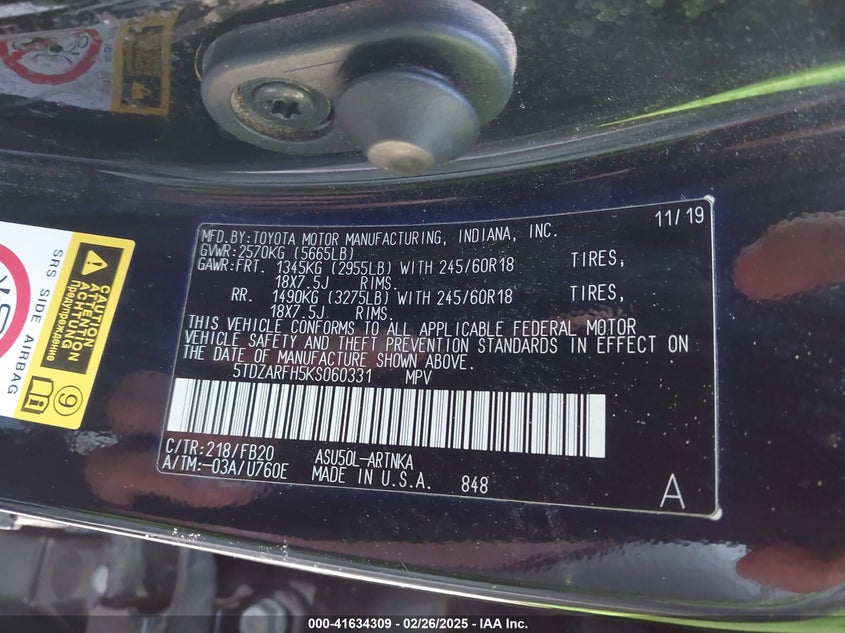 11/19
MFD.BY:TOYOTA MOTOR MANUFACTURING, INDIANA, INC.
GVWR:2570KG (5665LB)
GAWR:FRT. 1345KG (2955LB) WITH 245/60R18 TIRES,
18X7.5J RIMS.
RR. 1490KG (3275LB) WITH 245/60R18 TIRES,
18X7.5J RIMS.
THIS VEHICLE CONFORMS TO ALL APPLICABLE FEDERAL MOTOR
VEHICLE SAFETY AND THEFT PREVENTION STANDARDS IN EFFECT ON
THE DATE OF MANUFACTURE SHOWN ABOVE.
5TDZARFH5KS060331 MPV
C/TR:218/FB20 ASU50L-ARTNKA
A/TM:-03A/U760E MADE IN U.S.A. 848
A
SRS SIDE AIRBAG
CAUTION
ATTENTION
ACHTUNG
Предупреждение
9
000-41634309 - 02/26/2025 - IAA Inc.